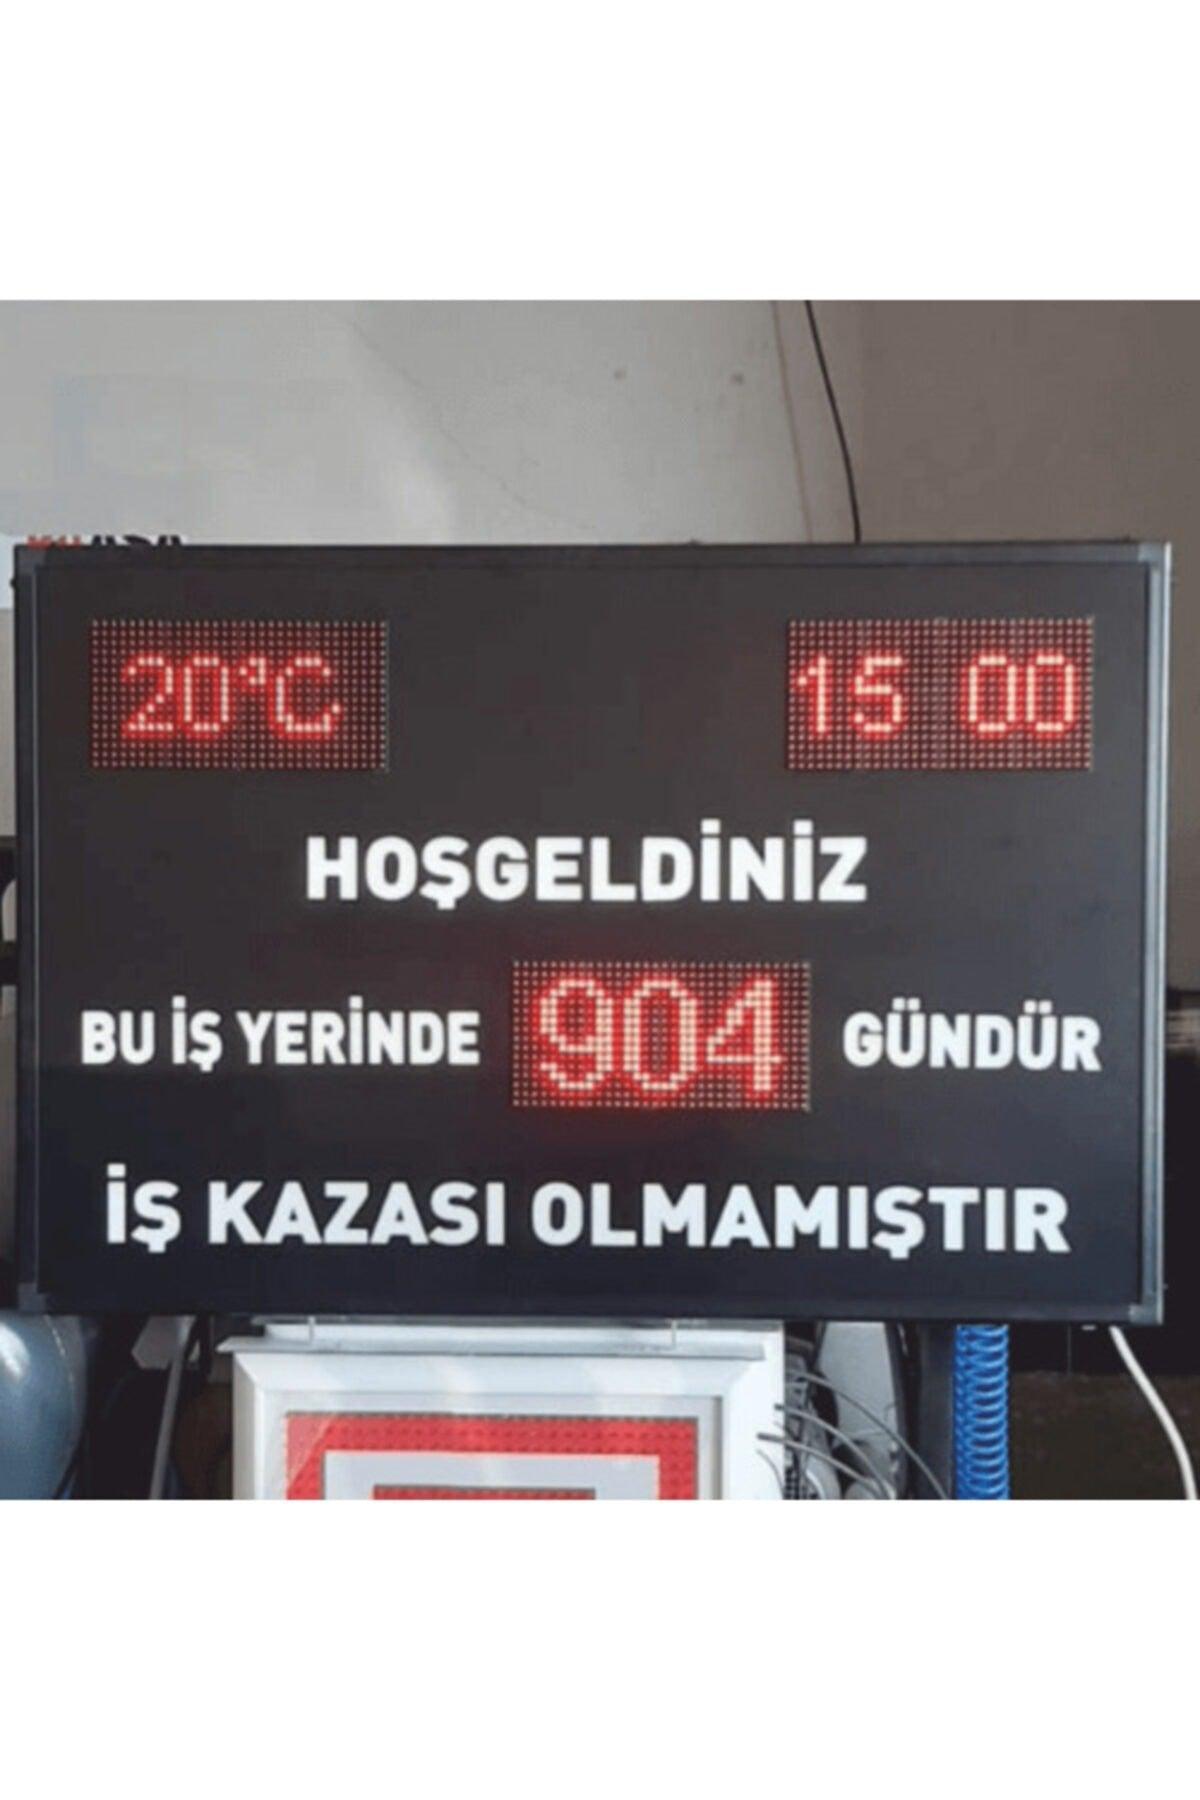 20°C 15 00
HOŞGELDİNİZ
BU İŞ YERİNDE 904 GÜNDÜR
İŞ KAZASI OLMAMIŞTIR